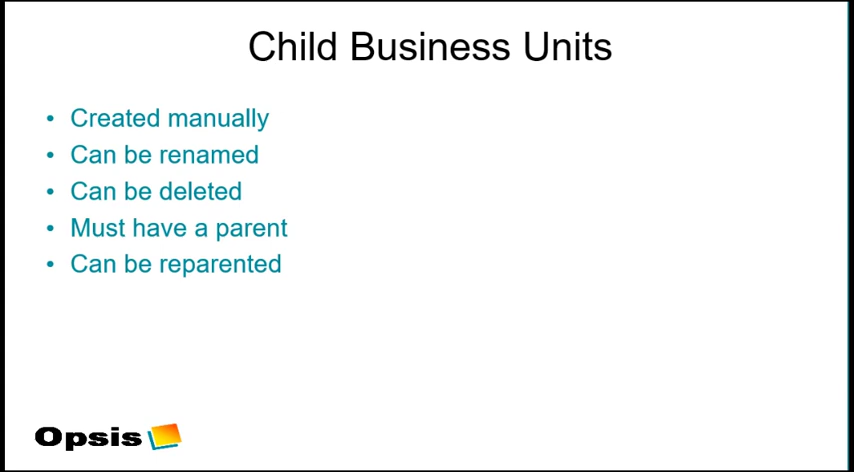 Child Business Units
• Created manually
• Can be renamed
• Can be deleted
• Must have a parent
• Can be reparented
Opsis